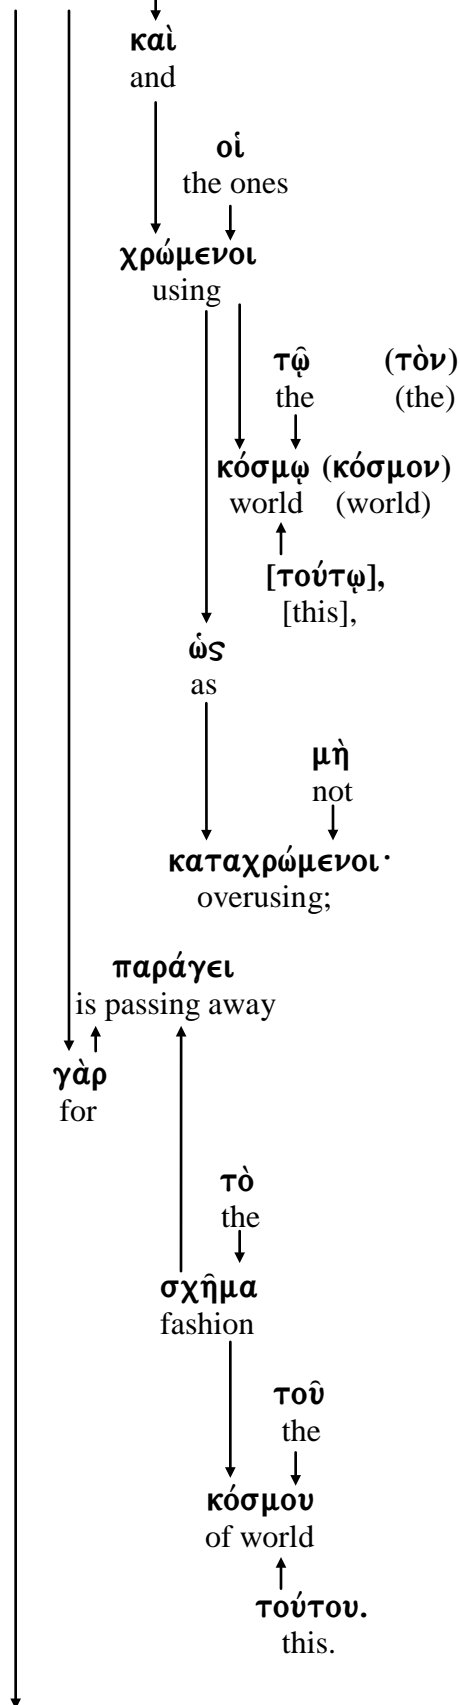 καὶ
and
οἱ
the ones
χρώμενοι
using
τῷ (τὸν)
the (the)
κόσμῳ (κόσμον)
world (world)
[τούτῳ],
[this],
ὡς
as
μὴ
not
καταχρώμενοι·
overusing;
παράγει
is passing away
γὰρ
for
τὸ
the
σχῆμα
fashion
τοῦ
the
κόσμου
of world
τούτου.
this.